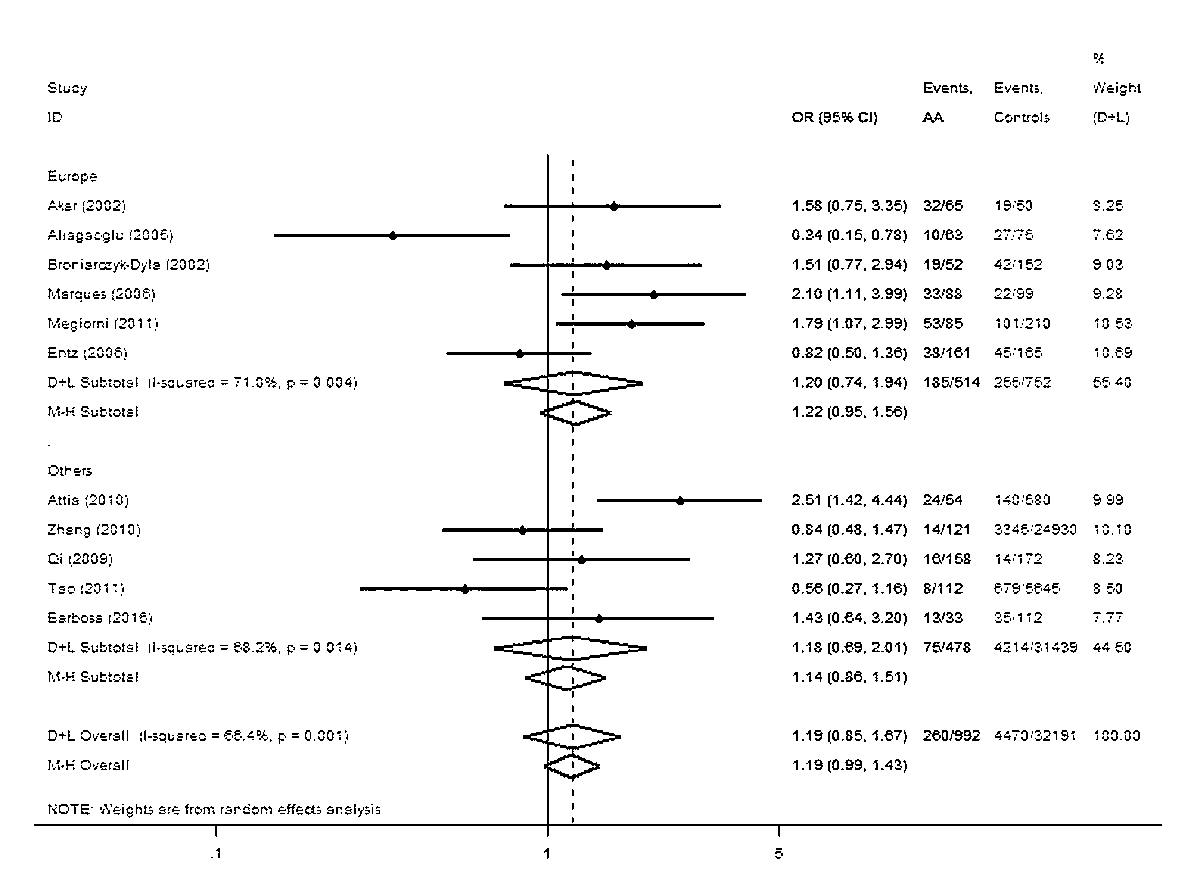 %
Study Events, Events, Weight
ID OR (95% CI) AA Controls (D+L)
Europe
Akar (2002) 1.58 (0.75, 3.35) 32/65 19/50 8.25
Aliagaoglu (2005) 0.34 (0.15, 0.78) 10/63 27/76 7.62
Broniarczyk-Dyla (2002) 1.51 (0.77, 2.94) 19/52 42/152 9.03
Marques (2006) 2.10 (1.11, 3.99) 33/88 22/99 9.28
Megiorni (2011) 1.79 (1.07, 2.99) 53/85 101/210 10.53
Entz (2006) 0.82 (0.50, 1.36) 38/161 45/165 10.69
D+L Subtotal (I-squared = 71.0%, p = 0.004) 1.20 (0.74, 1.94) 185/514 256/752 55.40
M-H Subtotal 1.22 (0.95, 1.56)
.
Others
Attia (2010) 2.51 (1.42, 4.44) 24/54 140/580 9.99
Zhang (2010) 0.84 (0.48, 1.47) 14/121 3346/24930 10.10
Qi (2009) 1.27 (0.60, 2.70) 16/158 14/172 8.23
Tao (2011) 0.56 (0.27, 1.16) 8/112 679/5645 8.50
Barbosa (2016) 1.43 (0.64, 3.20) 13/33 35/112 7.77
D+L Subtotal (I-squared = 68.2%, p = 0.014) 1.18 (0.69, 2.01) 75/478 4214/31439 44.60
M-H Subtotal 1.14 (0.86, 1.51)
D+L Overall (I-squared = 66.4%, p = 0.001) 1.19 (0.85, 1.67) 260/992 4470/32191 100.00
M-H Overall 1.19 (0.99, 1.43)
NOTE: Weights are from random effects analysis
.1 1 5